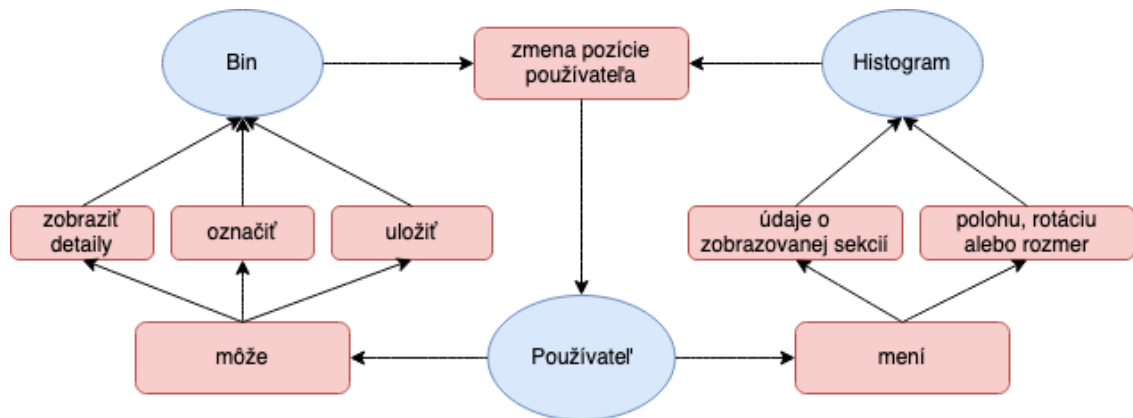 Bin
zmena pozície
používateľa
Histogram
zobraziť
detaily
označiť
uložiť
údaje o
zobrazovanej sekcií
polohu, rotáciu
alebo rozmer
môže
Používateľ
mení